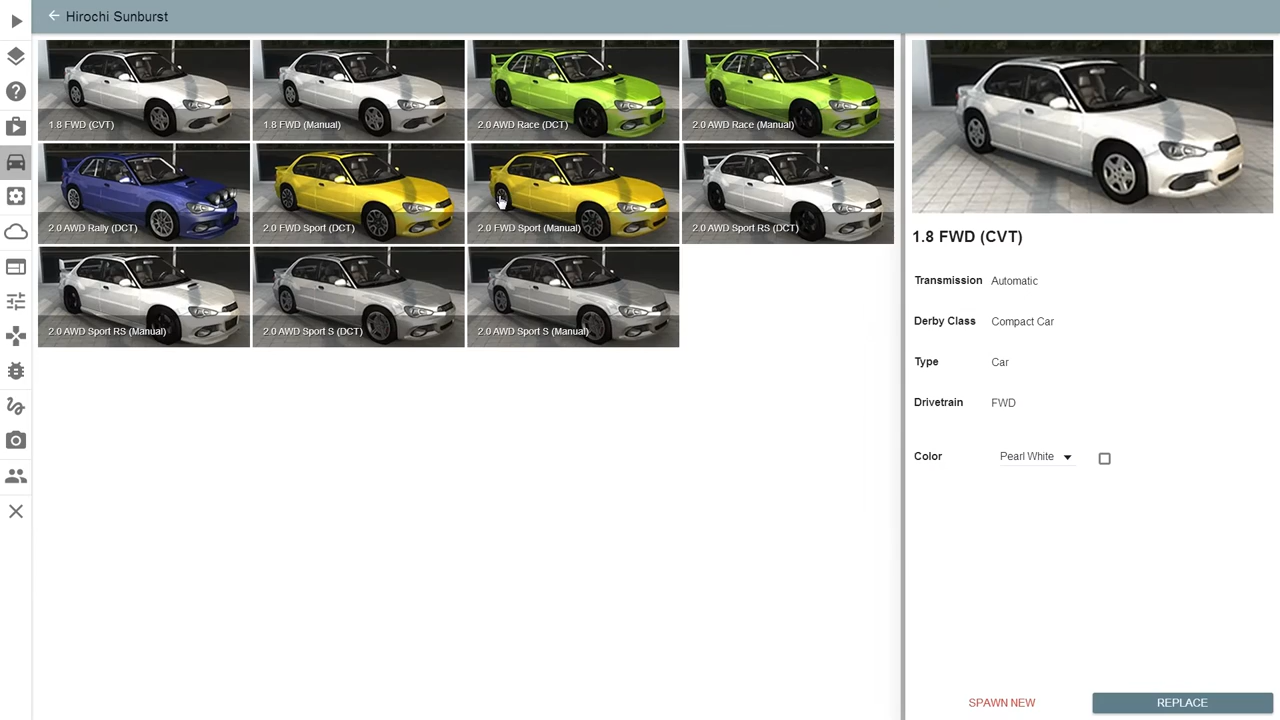 Hirochi Sunburst
1.8 FWD (CVT)
1.8 FWD (Manual)
2.0 AWD Race (DCT)
2.0 AWD Race (Manual)
2.0 AWD Rally (DCT)
2.0 FWD Sport (DCT)
2.0 FWD Sport (Manual)
2.0 AWD Sport RS (DCT)
2.0 AWD Sport RS (Manual)
2.0 AWD Sport S (DCT)
2.0 AWD Sport S (Manual)
1.8 FWD (CVT)
Transmission Automatic
Derby Class Compact Car
Type Car
Drivetrain FWD
Color Pearl White
SPAWN NEW REPLACE